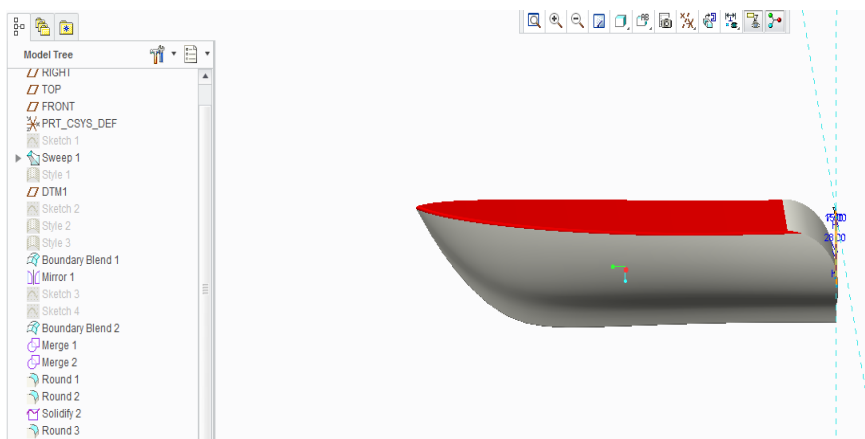 Model Tree
RIGHT
TOP
FRONT
PRT_CSYS_DEF
Sketch 1
Sweep 1
Style 1
DTM1
Sketch 2
Style 2
Style 3
Boundary Blend 1
Mirror 1
Sketch 3
Sketch 4
Boundary Blend 2
Merge 1
Merge 2
Round 1
Round 2
Solidify 2
Round 3